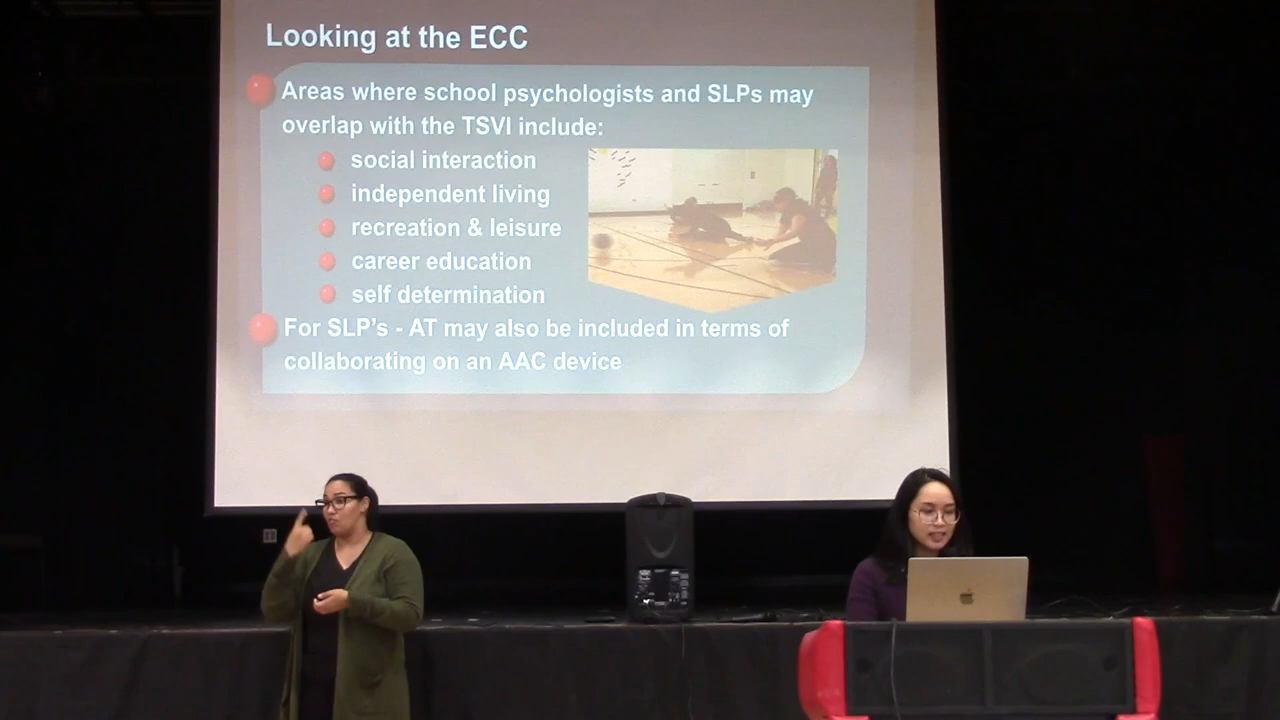 Looking at the ECC
Areas where school psychologists and SLPs may
overlap with the TSVI include:
social interaction
independent living
recreation & leisure
career education
self determination
For SLP's - AT may also be included in terms of
collaborating on an AAC device